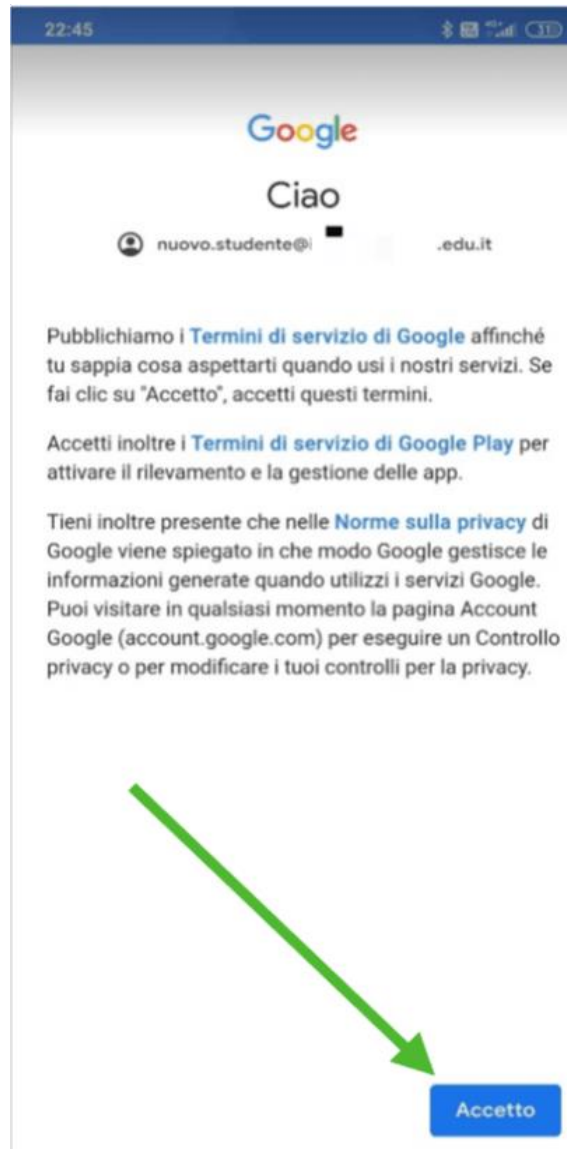 22:45
Google
Ciao
nuovo.studente@i .edu.it
Pubblichiamo i Termini di servizio di Google affinché
tu sappia cosa aspettarti quando usi i nostri servizi. Se
fai clic su "Accetto", accetti questi termini.
Accetti inoltre i Termini di servizio di Google Play per
attivare il rilevamento e la gestione delle app.
Tieni inoltre presente che nelle Norme sulla privacy di
Google viene spiegato in che modo Google gestisce le
informazioni generate quando utilizzi i servizi Google.
Puoi visitare in qualsiasi momento la pagina Account
Google (account.google.com) per eseguire un Controllo
privacy o per modificare i tuoi controlli per la privacy.
Accetto